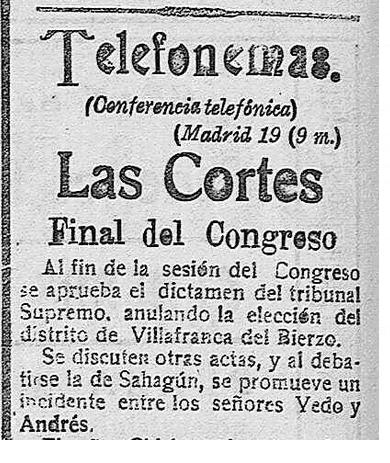 Telefonemas.
(Conferencia telefónica)
(Madrid 19 (9 m.)
Las Cortes
Final del Congreso
Al fin de la sesión del Congreso
se aprueba el dictamen del tribunal
Supremo, anulando la elección del
distrito de Villafranca del Bierzo.
Se discuten otras actas, y al deba-
tirse la de Sahagún, se promueve un
incidente entre los señores Yedo y
Andrés.